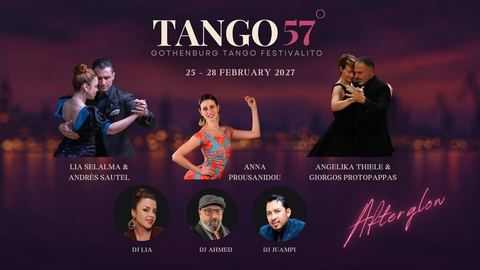 TANGO 57°
GOTHENBURG TANGO FESTIVALITO
25 - 28 FEBRUARY 2027
LIA SELALMA &
ANDRÉS SAUTEL
ANNA
PROUSANIDOU
ANGELIKA THIELE &
GIORGOS PROTOPAPPAS
DJ LIA
DJ AHMED
DJ JUAMPI
Afterglow